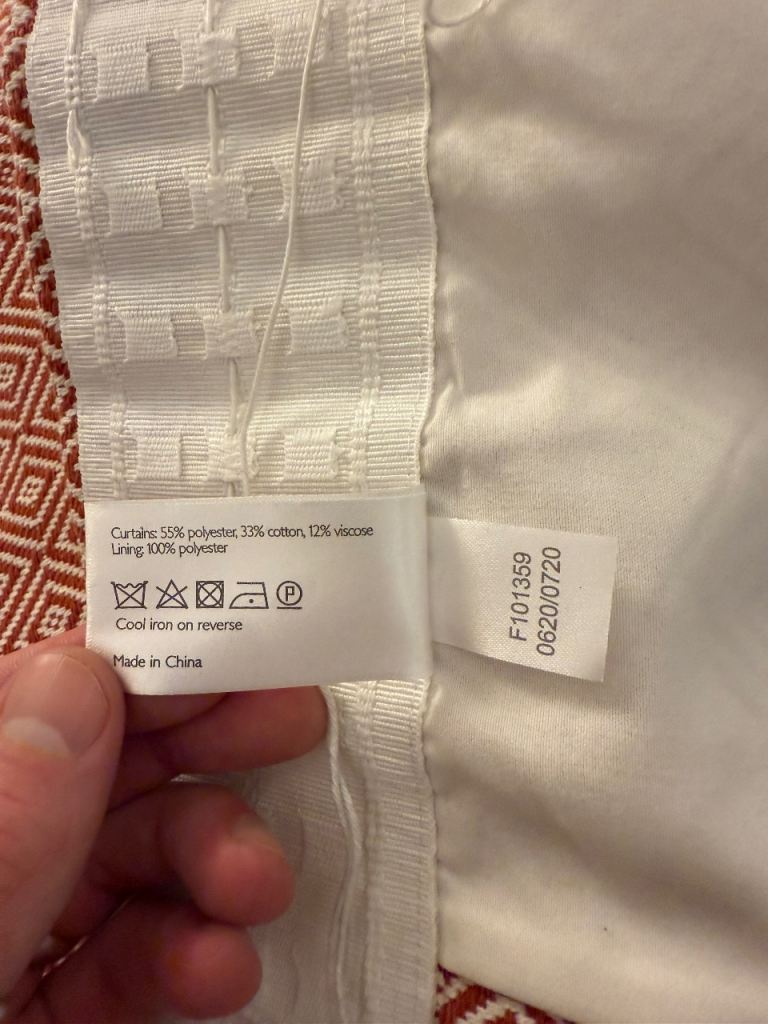 Curtains: 55% polyester, 33% cotton, 12% viscose
Lining: 100% polyester
P
Cool iron on reverse
Made in China
F101359
0620/0720